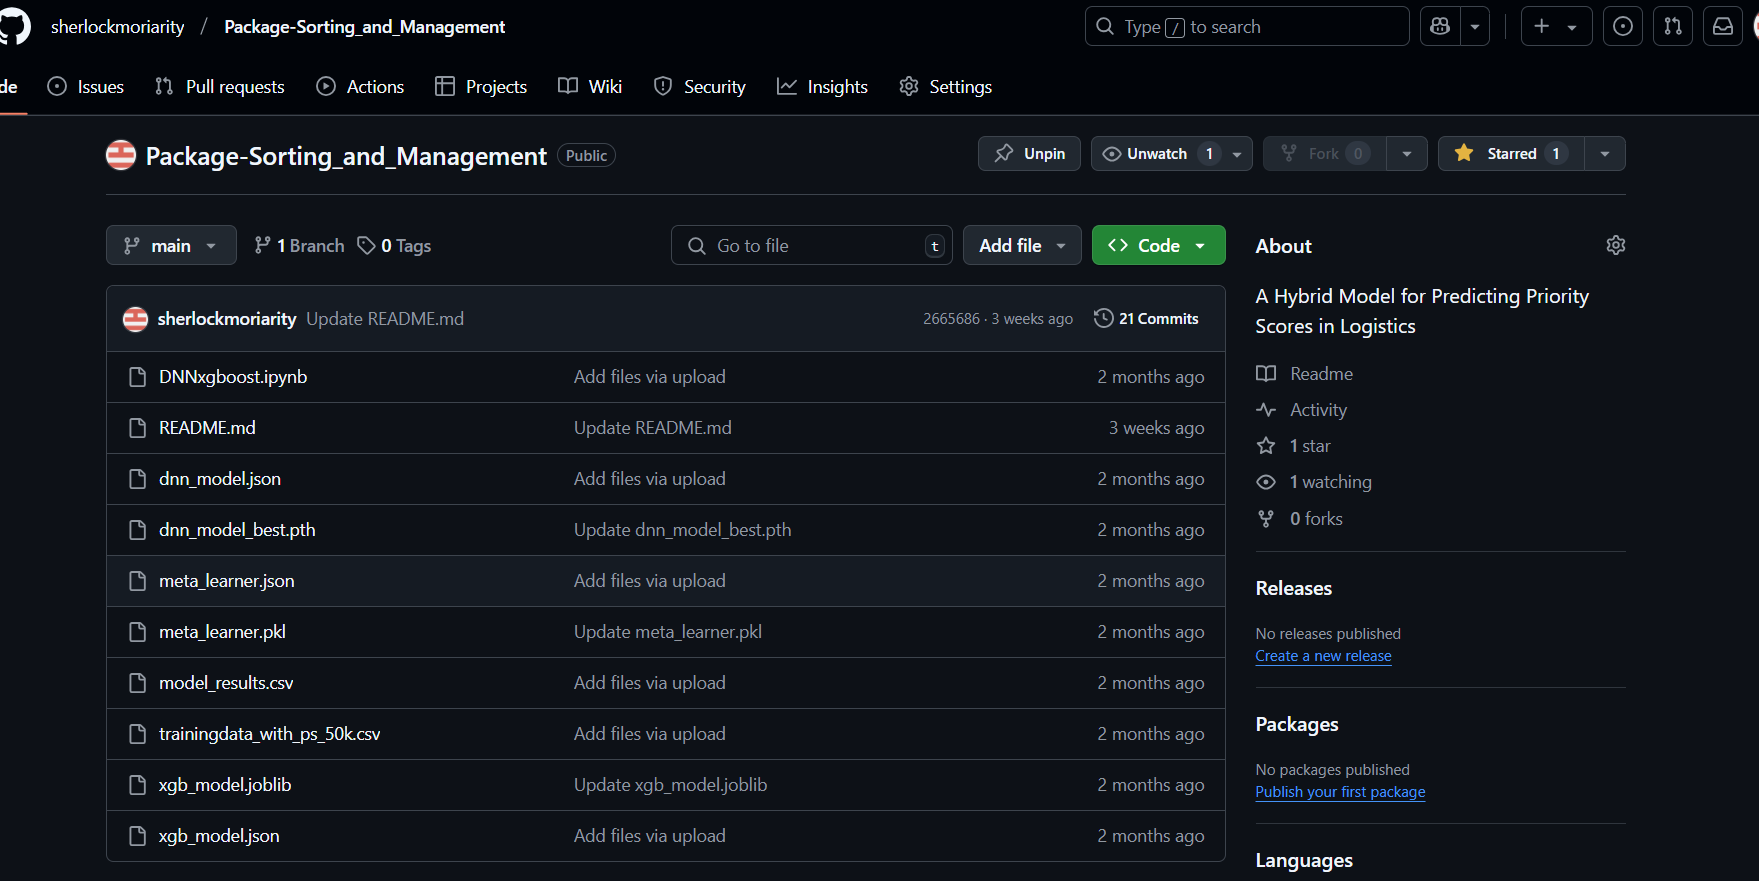 sherlockmoriarity / Package-Sorting_and_Management
Type / to search
de Issues Pull requests Actions Projects Wiki Security Insights Settings
Package-Sorting_and_Management Public
Unpin Unwatch 1 Fork 0 Starred 1
main 1 Branch 0 Tags
Go to file t Add file Code
sherlockmoriarity Update README.md 2665686 · 3 weeks ago 21 Commits
DNNxgboost.ipynb Add files via upload 2 months ago
README.md Update README.md 3 weeks ago
dnn_model.json Add files via upload 2 months ago
dnn_model_best.pth Update dnn_model_best.pth 2 months ago
meta_learner.json Add files via upload 2 months ago
meta_learner.pkl Update meta_learner.pkl 2 months ago
model_results.csv Add files via upload 2 months ago
trainingdata_with_ps_50k.csv Add files via upload 2 months ago
xgb_model.joblib Update xgb_model.joblib 2 months ago
xgb_model.json Add files via upload 2 months ago
About
A Hybrid Model for Predicting Priority
Scores in Logistics
Readme
Activity
1 star
1 watching
0 forks
Releases
No releases published
Create a new release
Packages
No packages published
Publish your first package
Languages